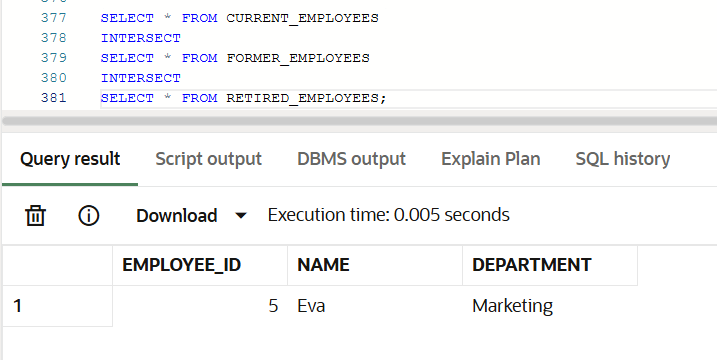 377 SELECT * FROM CURRENT_EMPLOYEES
378 INTERSECT
379 SELECT * FROM FORMER_EMPLOYEES
380 INTERSECT
381 SELECT * FROM RETIRED_EMPLOYEES;
Query result Script output DBMS output Explain Plan SQL history
Download Execution time: 0.005 seconds
EMPLOYEE_ID NAME DEPARTMENT
1 5 Eva Marketing